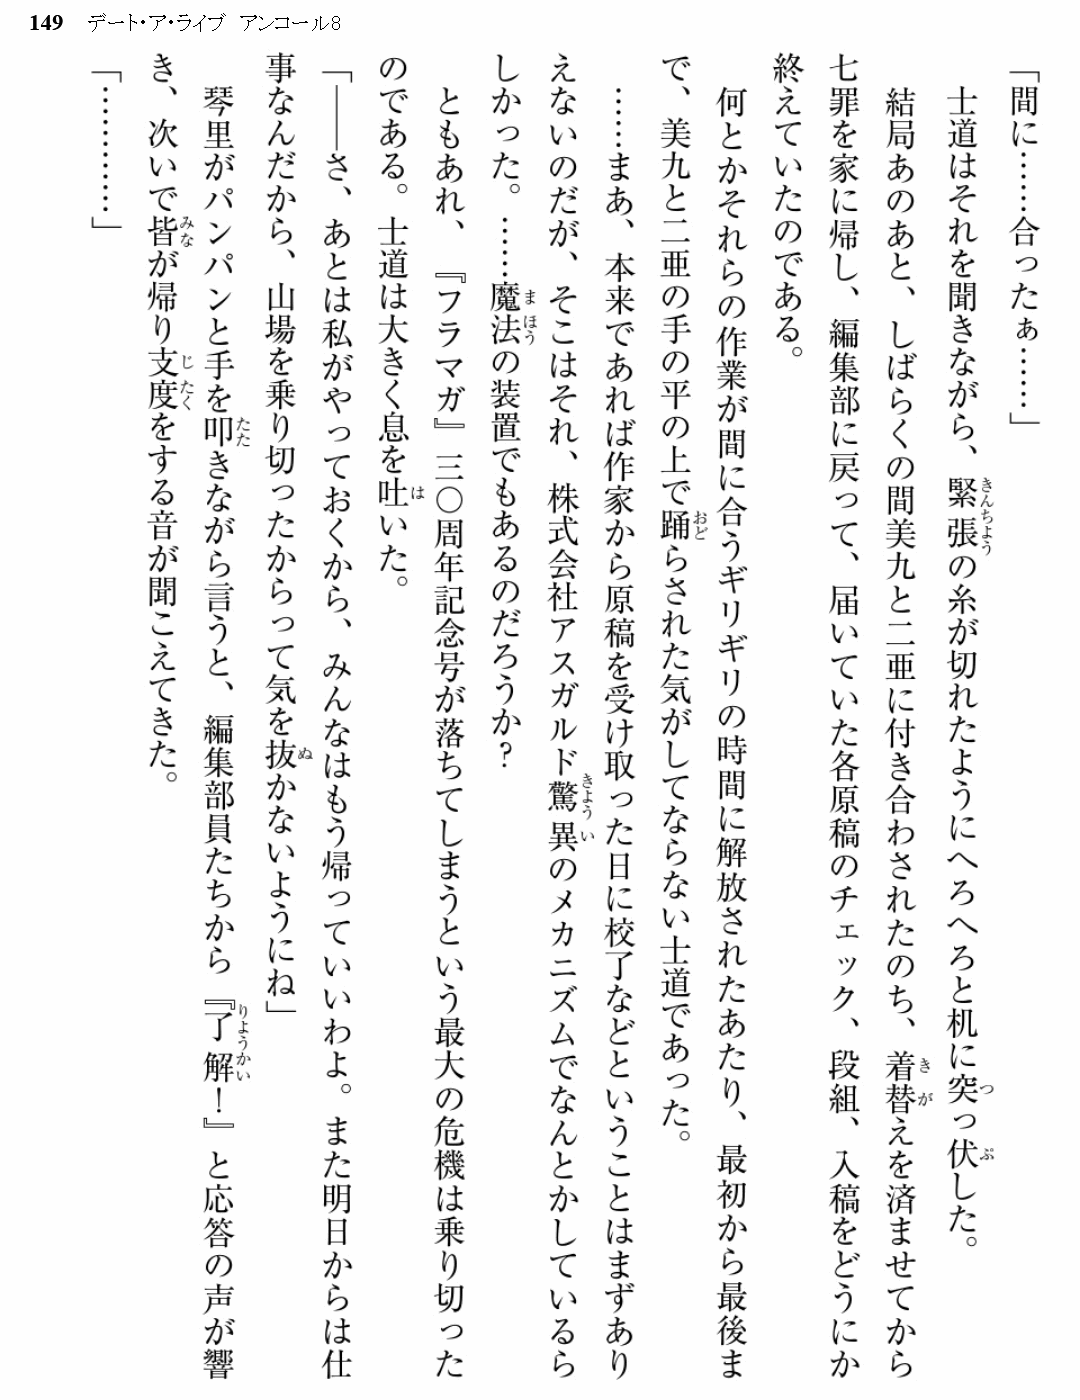 149 デート・ア・ライブ アンコール8
「間に……合ったぁ……」
士道はそれを聞きながら、緊張の糸が切れたようにへろへろと机に突っ伏した。
結局あのあと、しばらくの間美九と二亜に付き合わされたのち、着替えを済ませてから
七罪を家に帰し、編集部に戻って、届いていた各原稿のチェック、段組、入稿をどうにか
終えていたのである。
何とかそれらの作業が間に合うギリギリの時間に解放されたあたり、最初から最後ま
で、美九と二亜の手の平の上で踊らされた気がしてならない士道であった。
……まあ、本来であれば作家から原稿を受け取った日に校了などということはまずあり
えないのだが、そこはそれ、株式会社アスガルド驚異のメカニズムでなんとかしているら
しかった。……魔法の装置でもあるのだろうか?
ともあれ、『フラマガ』三〇周年記念号が落ちてしまうという最大の危機は乗り切った
のである。士道は大きく息を吐いた。
「——さ、あとは私がやっておくから、みんなはもう帰っていいわよ。また明日からは仕
事なんだから、山場を乗り切ったからって気を抜かないようにね」
琴里がパンパンと手を叩きながら言うと、編集部員たちから『了解!』と応答の声が響
き、次いで皆が帰り支度をする音が聞こえてきた。
「…………」